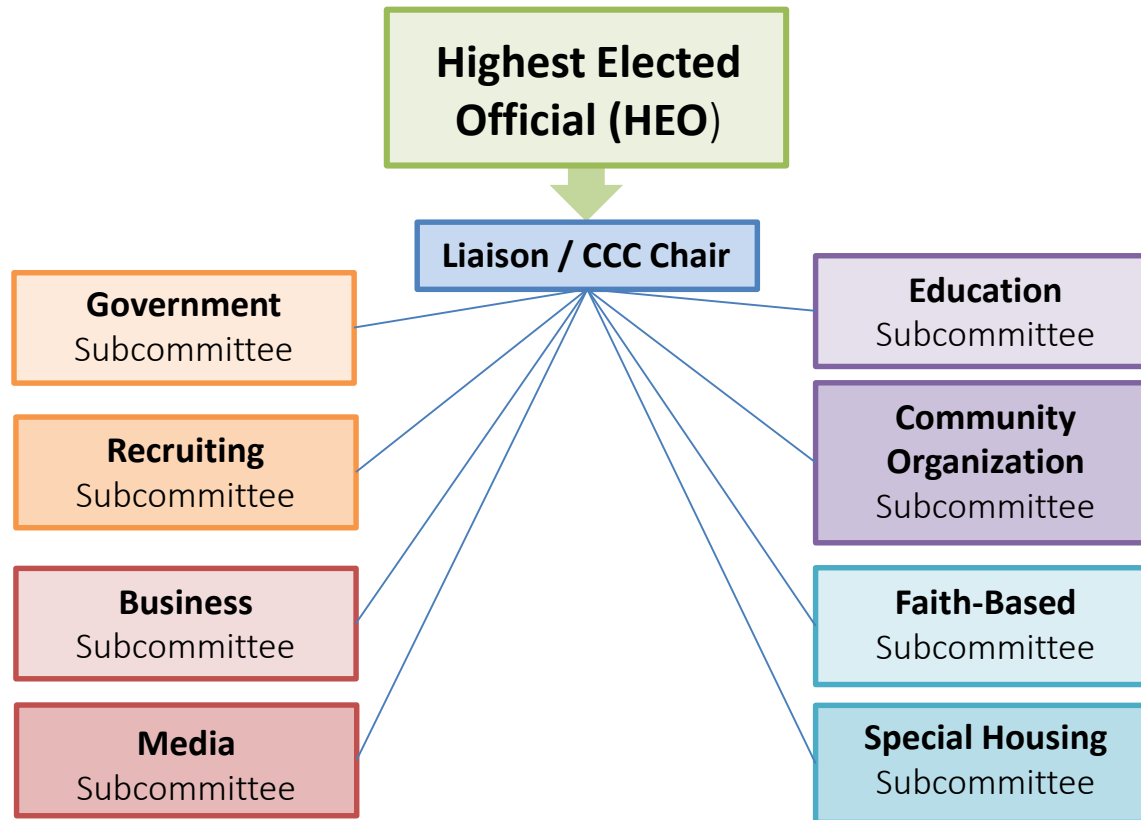 Highest Elected
Official (HEO)
Liaison / CCC Chair
Government
Subcommittee
Recruiting
Subcommittee
Business
Subcommittee
Media
Subcommittee
Education
Subcommittee
Community
Organization
Subcommittee
Faith-Based
Subcommittee
Special Housing
Subcommittee